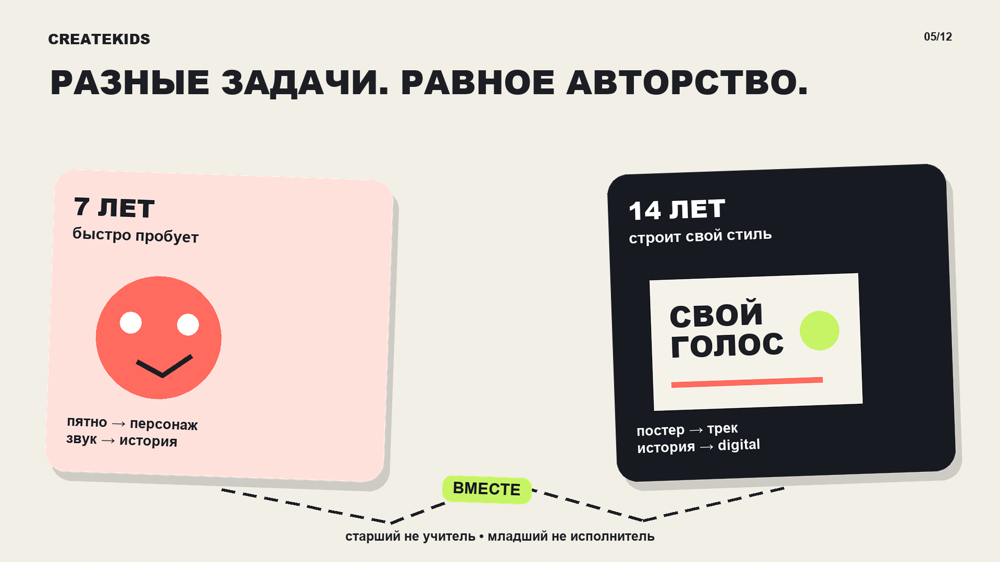 CREATEKIDS
05/12
РАЗНЫЕ ЗАДАЧИ. РАВНОЕ АВТОРСТВО.
7 ЛЕТ
быстро пробует
пятно → персонаж
звук → история
14 ЛЕТ
строит свой стиль
СВОЙ
ГОЛОС
постер → трек
история → digital
ВМЕСТЕ
старший не учитель • младший не исполнитель